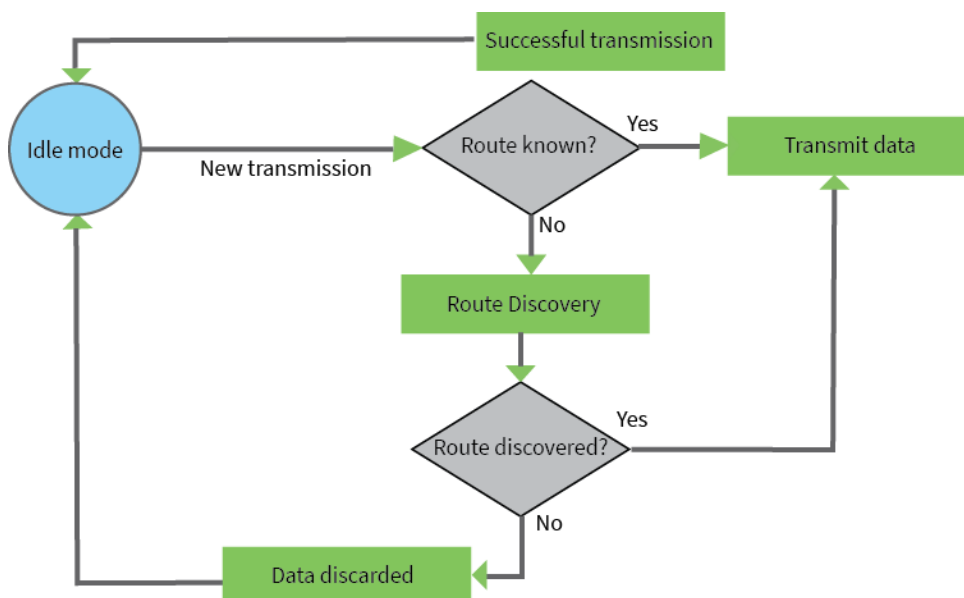 Successful transmission
Idle mode
New transmission
Route known?
Yes
Transmit data
No
Route Discovery
Route discovered?
Yes
No
Data discarded